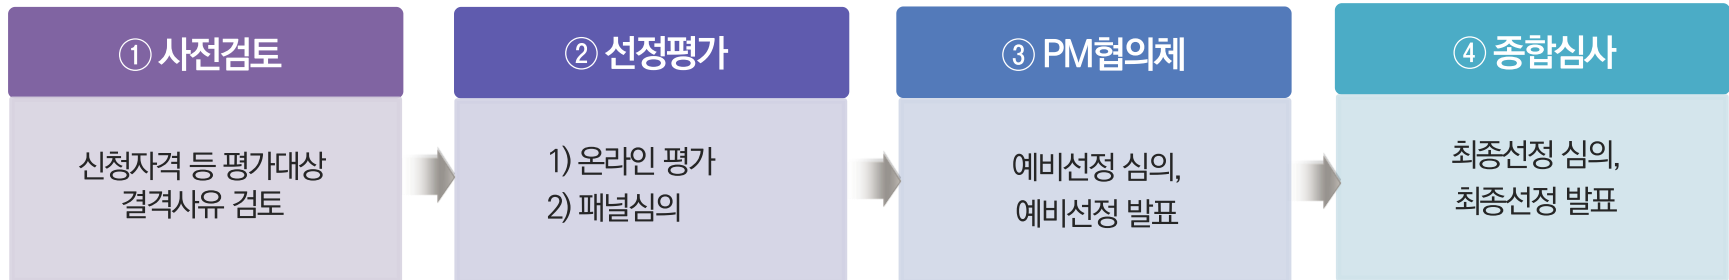 ① 사전검토
신청자격 등 평가대상
결격사유 검토
② 선정평가
1) 온라인 평가
2) 패널심의
③ PM협의체
예비선정 심의,
예비선정 발표
④ 종합심사
최종선정 심의,
최종선정 발표